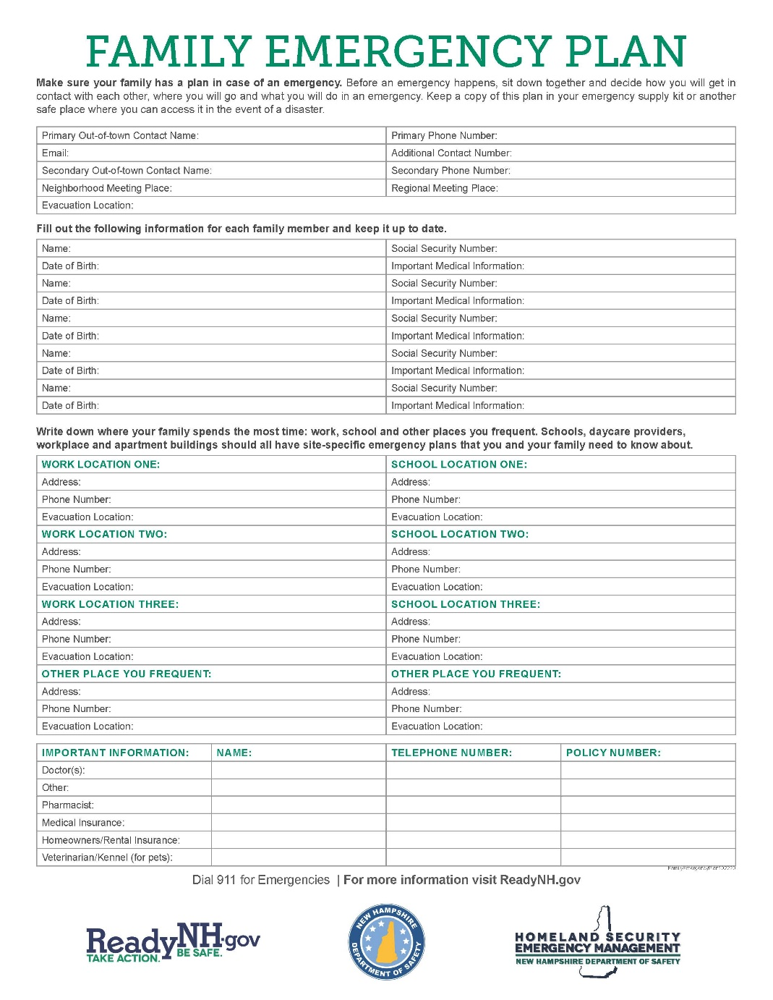 FAMILY EMERGENCY PLAN
Make sure your family has a plan in case of an emergency. Before an emergency happens, sit down together and decide how you will get in
contact with each other, where you will go and what you will do in an emergency. Keep a copy of this plan in your emergency supply kit or another
safe place where you can access it in the event of a disaster.
Primary Out-of-town Contact Name: Primary Phone Number:
Email: Additional Contact Number:
Secondary Out-of-town Contact Name: Secondary Phone Number:
Neighborhood Meeting Place: Regional Meeting Place:
Evacuation Location:
Fill out the following information for each family member and keep it up to date.
Name: Social Security Number:
Date of Birth: Important Medical Information:
Name: Social Security Number:
Date of Birth: Important Medical Information:
Name: Social Security Number:
Date of Birth: Important Medical Information:
Name: Social Security Number:
Date of Birth: Important Medical Information:
Name: Social Security Number:
Date of Birth: Important Medical Information:
Write down where your family spends the most time: work, school and other places you frequent. Schools, daycare providers,
workplace and apartment buildings should all have site-specific emergency plans that you and your family need to know about.
WORK LOCATION ONE: SCHOOL LOCATION ONE:
Address: Address:
Phone Number: Phone Number:
Evacuation Location: Evacuation Location:
WORK LOCATION TWO: SCHOOL LOCATION TWO:
Address: Address:
Phone Number: Phone Number:
Evacuation Location: Evacuation Location:
WORK LOCATION THREE: SCHOOL LOCATION THREE:
Address: Address:
Phone Number: Phone Number:
Evacuation Location: Evacuation Location:
OTHER PLACE YOU FREQUENT: OTHER PLACE YOU FREQUENT:
Address: Address:
Phone Number: Phone Number:
Evacuation Location: Evacuation Location:
IMPORTANT INFORMATION: NAME: TELEPHONE NUMBER: POLICY NUMBER:
Doctor(s):
Other:
Pharmacist:
Medical Insurance:
Homeowners/Rental Insurance:
Veterinarian/Kennel (for pets):
Dial 911 for Emergencies | For more information visit ReadyNH.gov
ReadyNH.gov
TAKE ACTION. BE SAFE.
NEW HAMPSHIRE
DEPARTMENT OF SAFETY
HOMELAND SECURITY
EMERGENCY MANAGEMENT
NEW HAMPSHIRE DEPARTMENT OF SAFETY